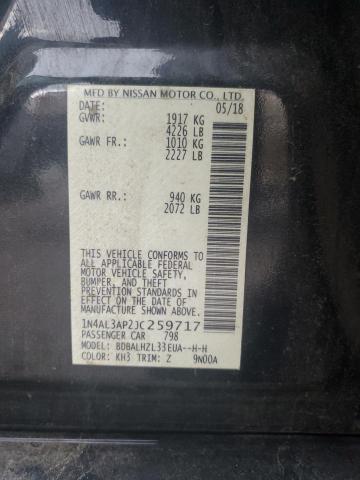 MFD BY NISSAN MOTOR CO., LTD.
DATE: 05/18
GVWR: 1917 KG
4226 LB
GAWR FR.: 1010 KG
2227 LB
GAWR RR.: 940 KG
2072 LB
THIS VEHICLE CONFORMS TO
ALL APPLICABLE FEDERAL
MOTOR VEHICLE SAFETY,
BUMPER, AND THEFT
PREVENTION STANDARDS IN
EFFECT ON THE DATE OF
MANUFACTURE SHOWN ABOVE.
1N4AL3AP2JC259717
PASSENGER CAR 798
MODEL: BDBALHZL33EUA--H-H
COLOR: KH3 TRIM: Z 9N00A